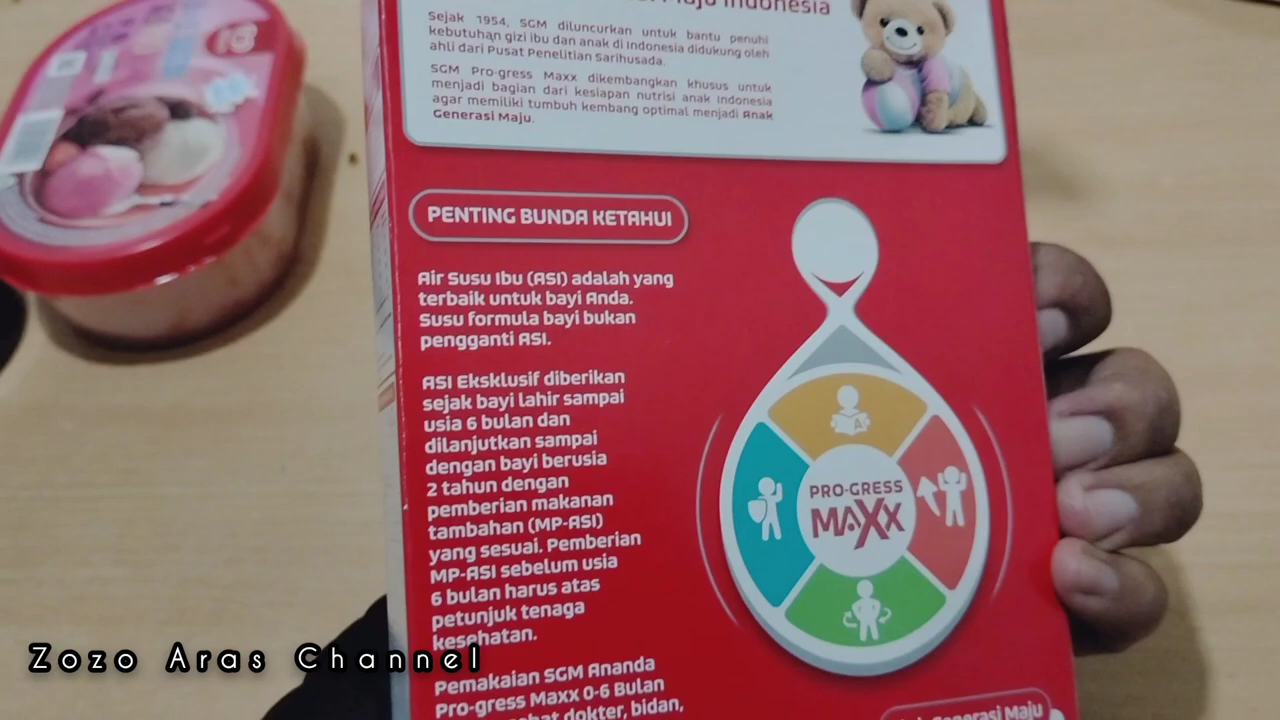 Maju Indonesia
Sejak 1954, SGM diluncurkan untuk bantu penuhi
kebutuhan gizi ibu dan anak di Indonesia didukung oleh
ahli dari Pusat Penelitian Sarihusada.
SGM Pro-gress Maxx dikembangkan khusus untuk
menjadi bagian dari kesiapan nutrisi anak Indonesia
agar memiliki tumbuh kembang optimal menjadi Anak
Generasi Maju.
PENTING BUNDA KETAHUI
Air Susu Ibu (ASI) adalah yang
terbaik untuk bayi Anda.
Susu formula bayi bukan
pengganti ASI.
ASI Eksklusif diberikan
sejak bayi lahir sampai
usia 6 bulan dan
dilanjutkan sampai
dengan bayi berusia
2 tahun dengan
pemberian makanan
tambahan (MP-ASI)
yang sesuai. Pemberian
MP-ASI sebelum usia
6 bulan harus atas
petunjuk tenaga
kesehatan.
Pemakaian SGM Ananda
Pro-gress Maxx 0-6 Bulan
dokter, bidan,
A
PRO-GRESS
MAXX
Generasi Maju
Zozo Aras Channel